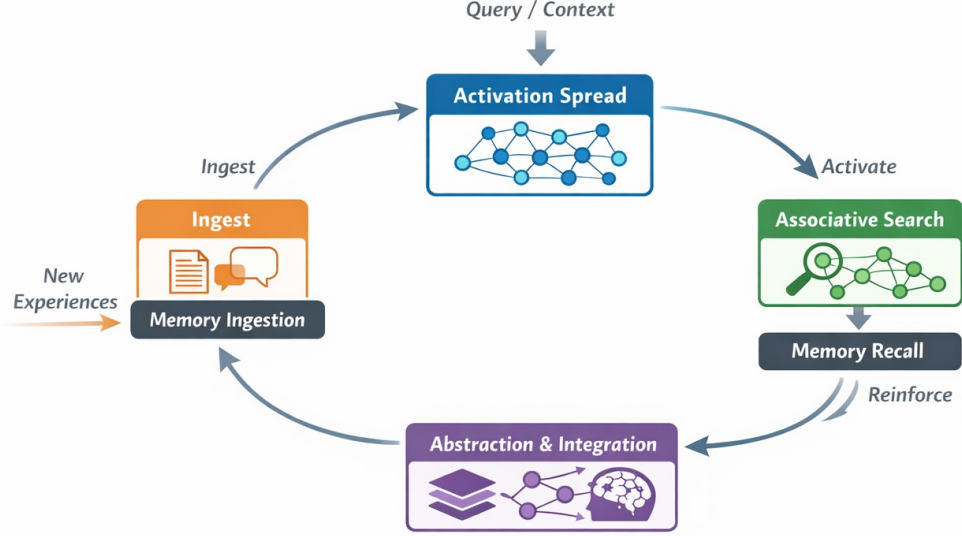 Query / Context
Activation Spread
Ingest
Activate
Ingest
Associative Search
New
Experiences
Memory Ingestion
Memory Recall
Reinforce
Abstraction & Integration